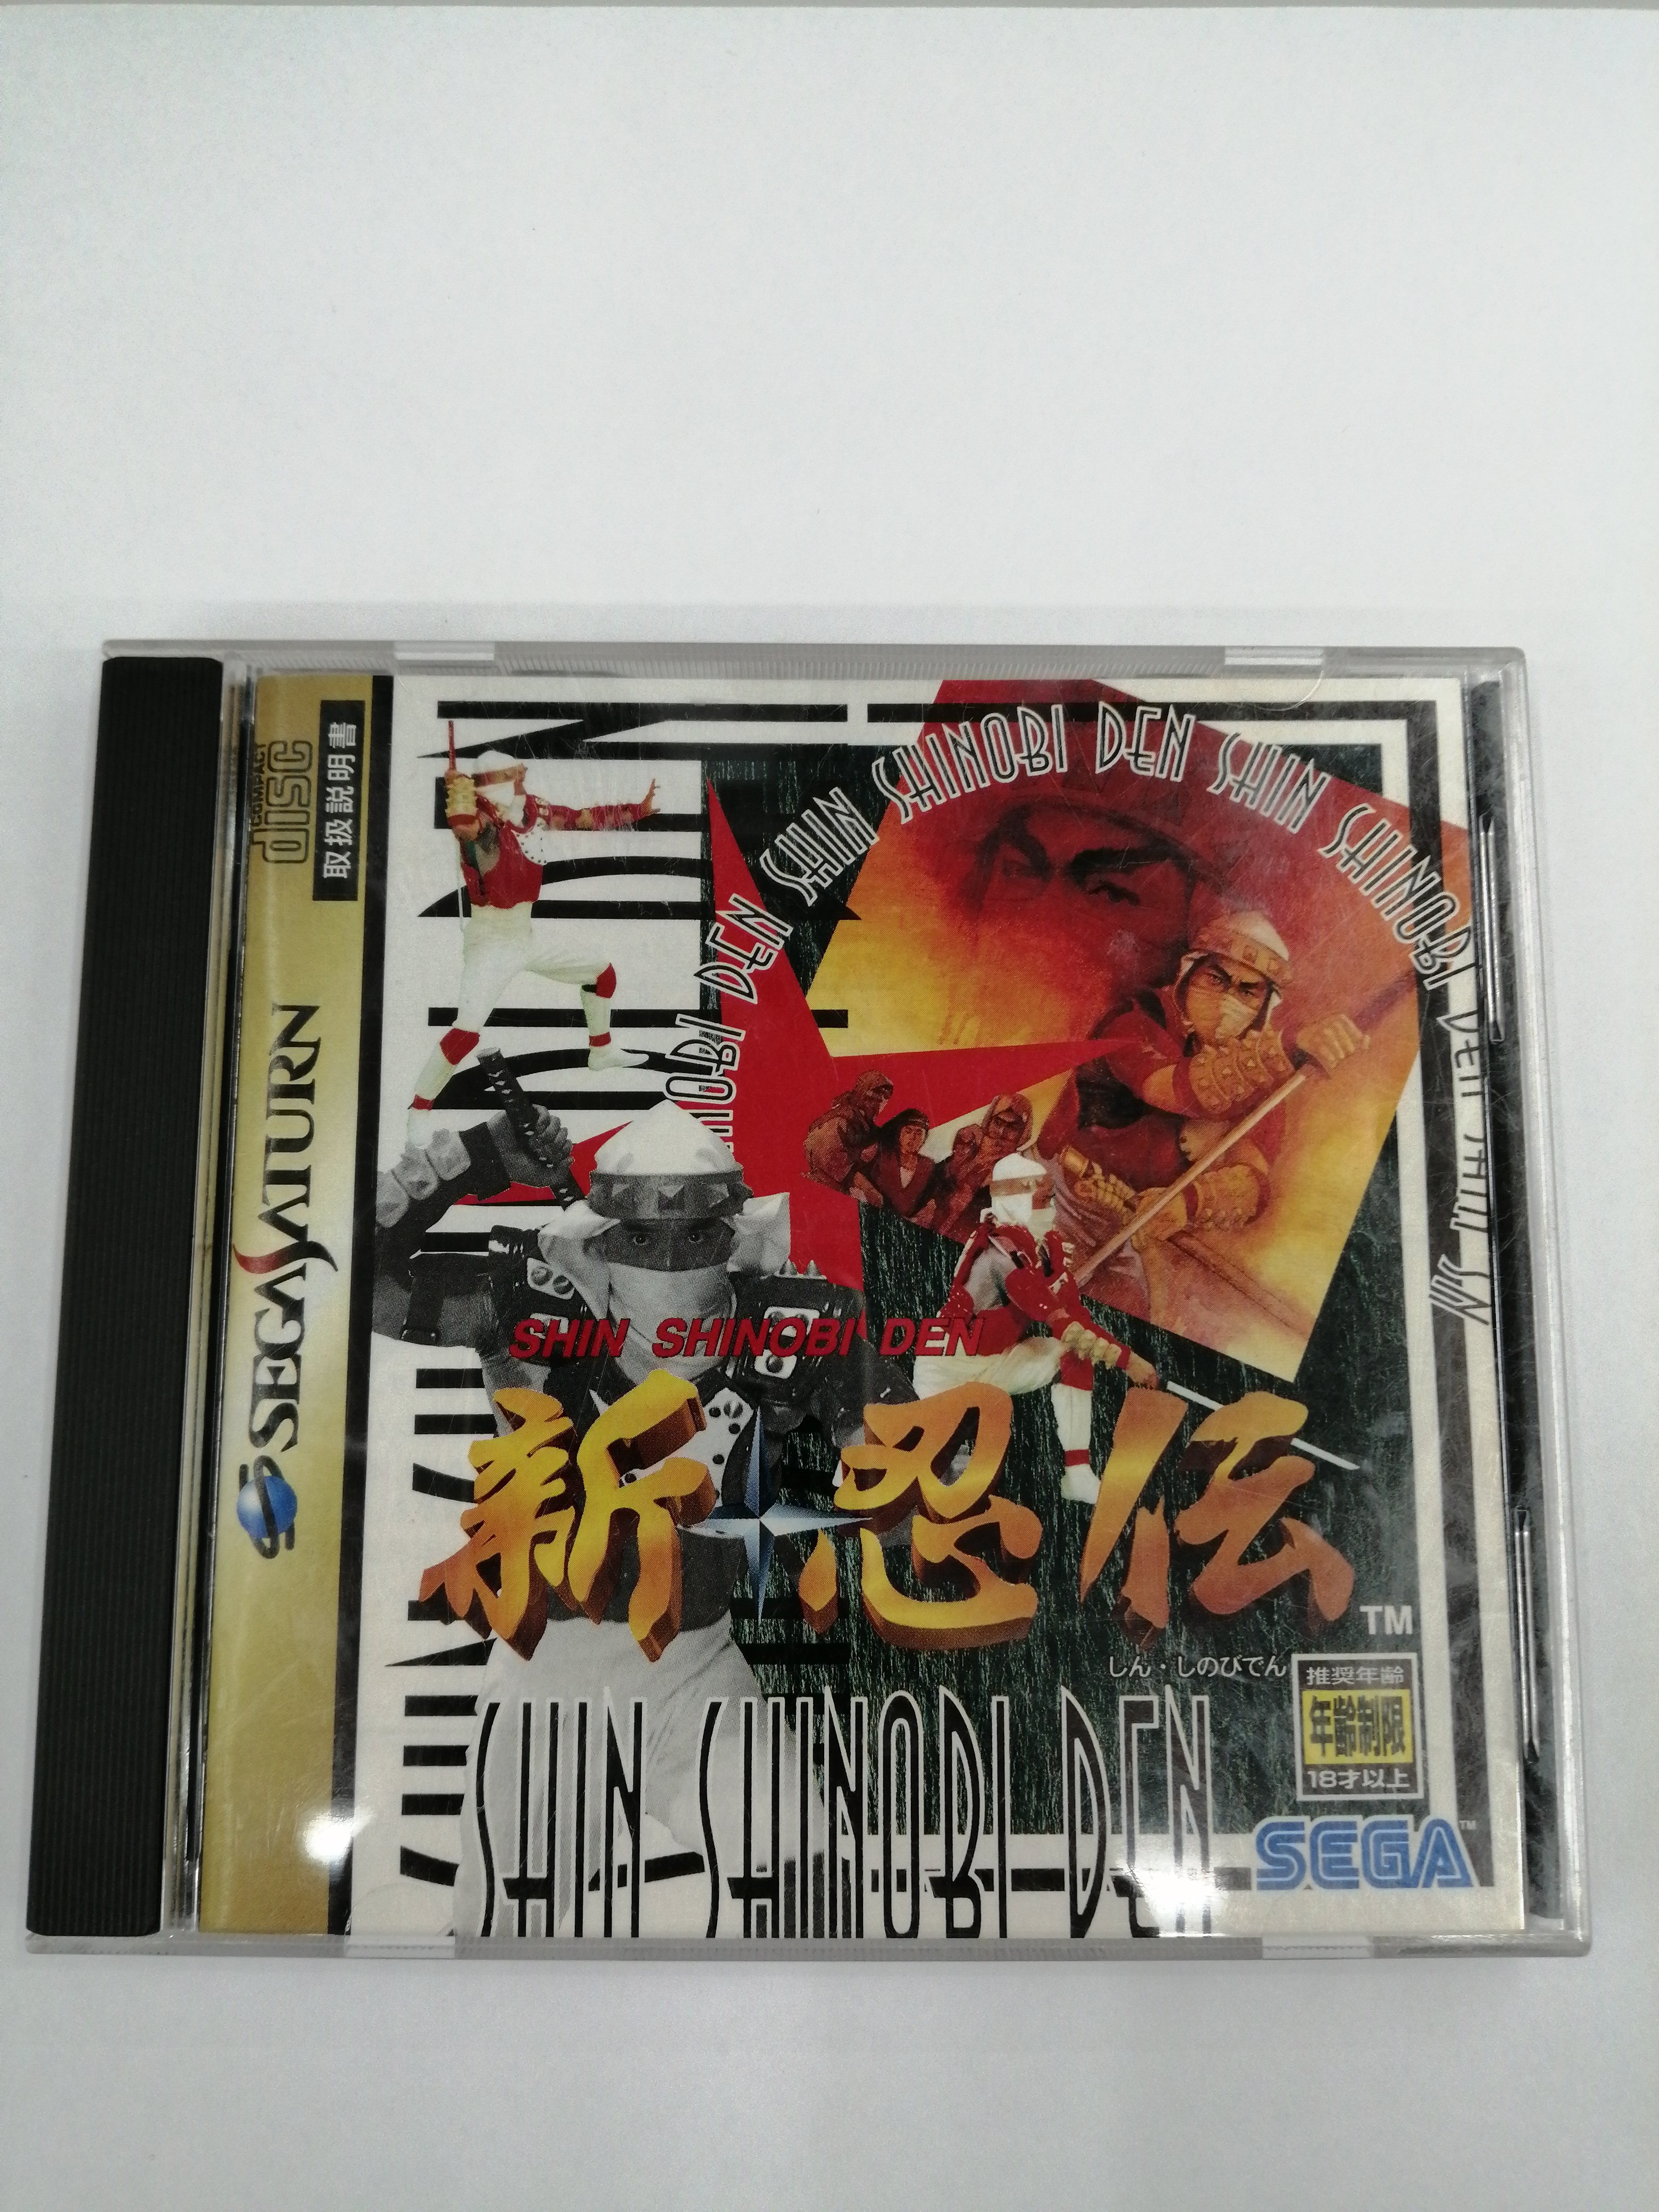 COMPACT
disc
取扱説明書
SEGA SATURN
SHINOBI DEN SHIN SHINOBI DEN SHIN SHINOBI DEN SHIN
SHIN SHINOBI DEN
新忍伝
TM
しん・しのびでん
推奨年齢
年齢制限
18才以上
SHIN SHINOBI DEN
SEGA TM